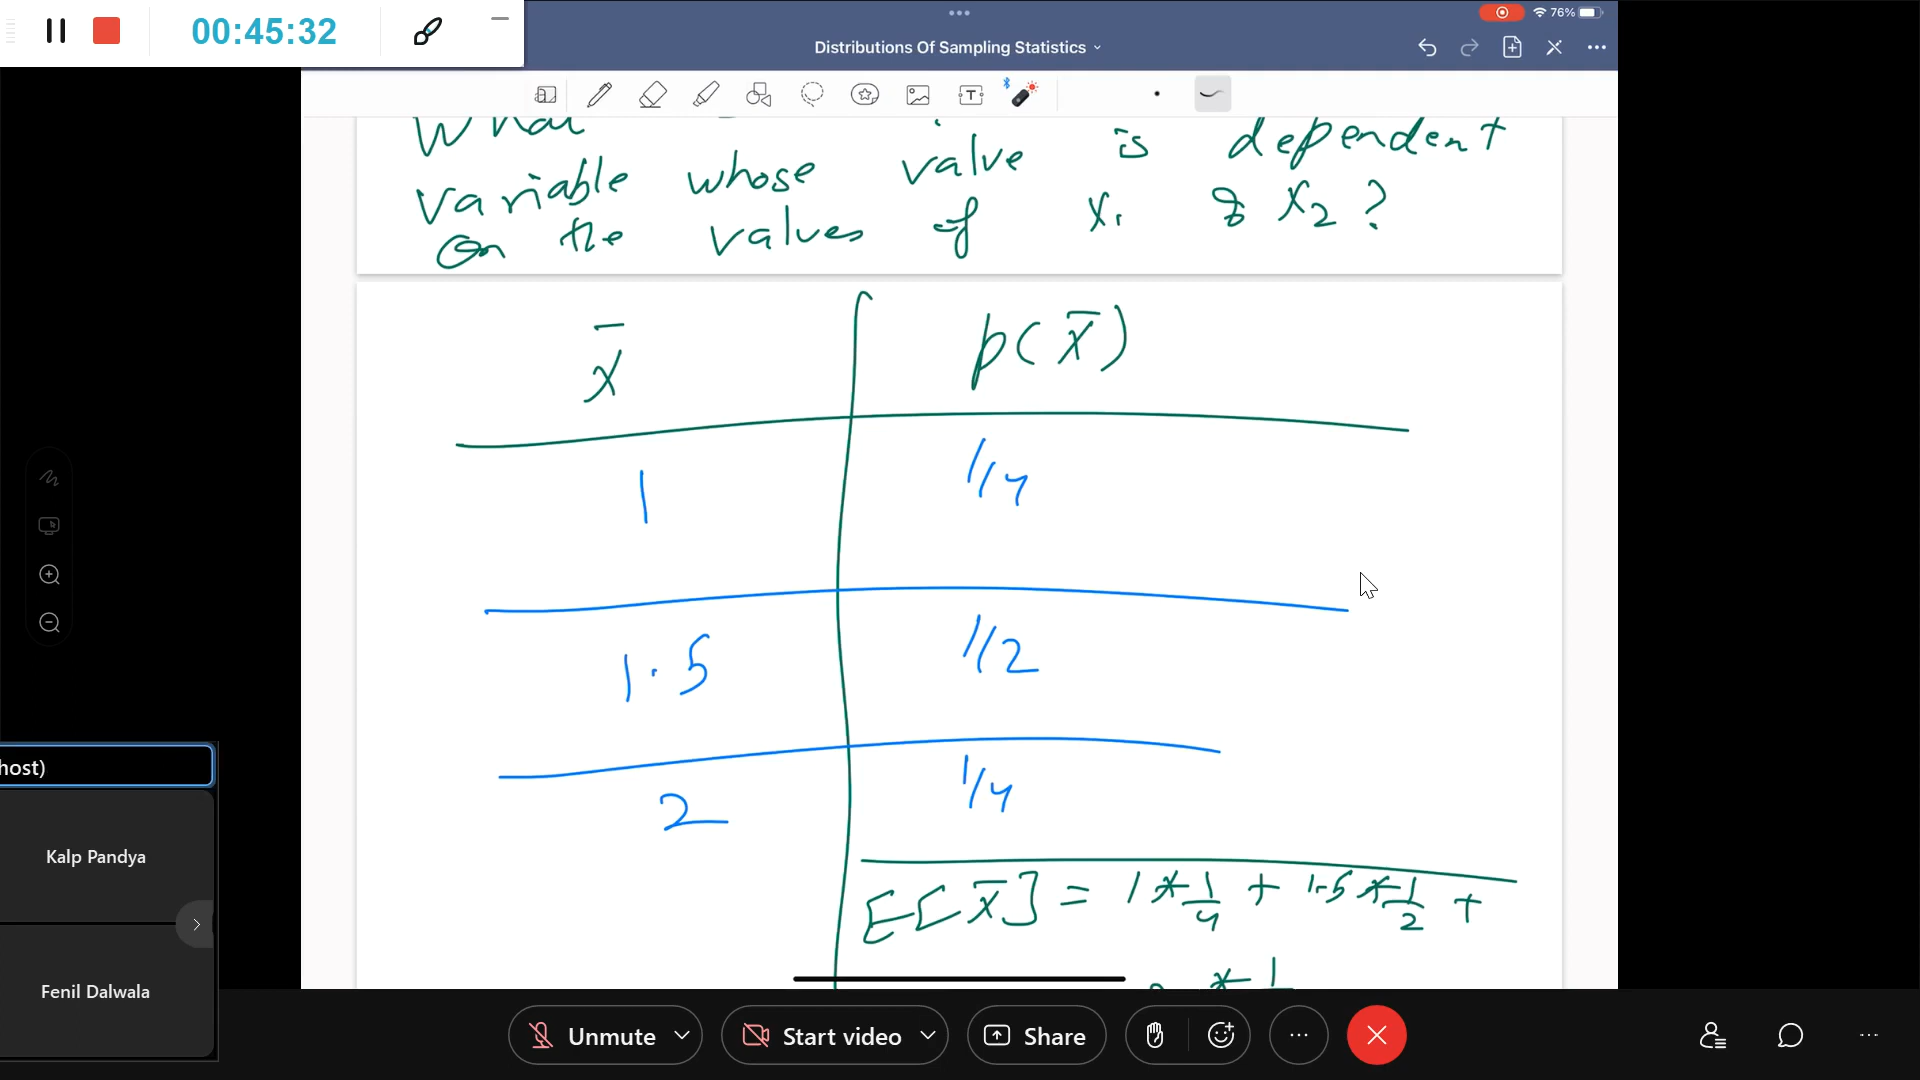 00:45:32
76%
Distributions Of Sampling Statistics
What is
dependent
variable whose value
on the values of x₁ & x₂ ?
x̄ p(x̄)
1 1/4
1.5 1/2
2 1/4
E[x̄] = 1 * 1/4 + 1.5 * 1/2 +
* 1
host)
Kalp Pandya
Fenil Dalwala
Unmute
Start video
Share